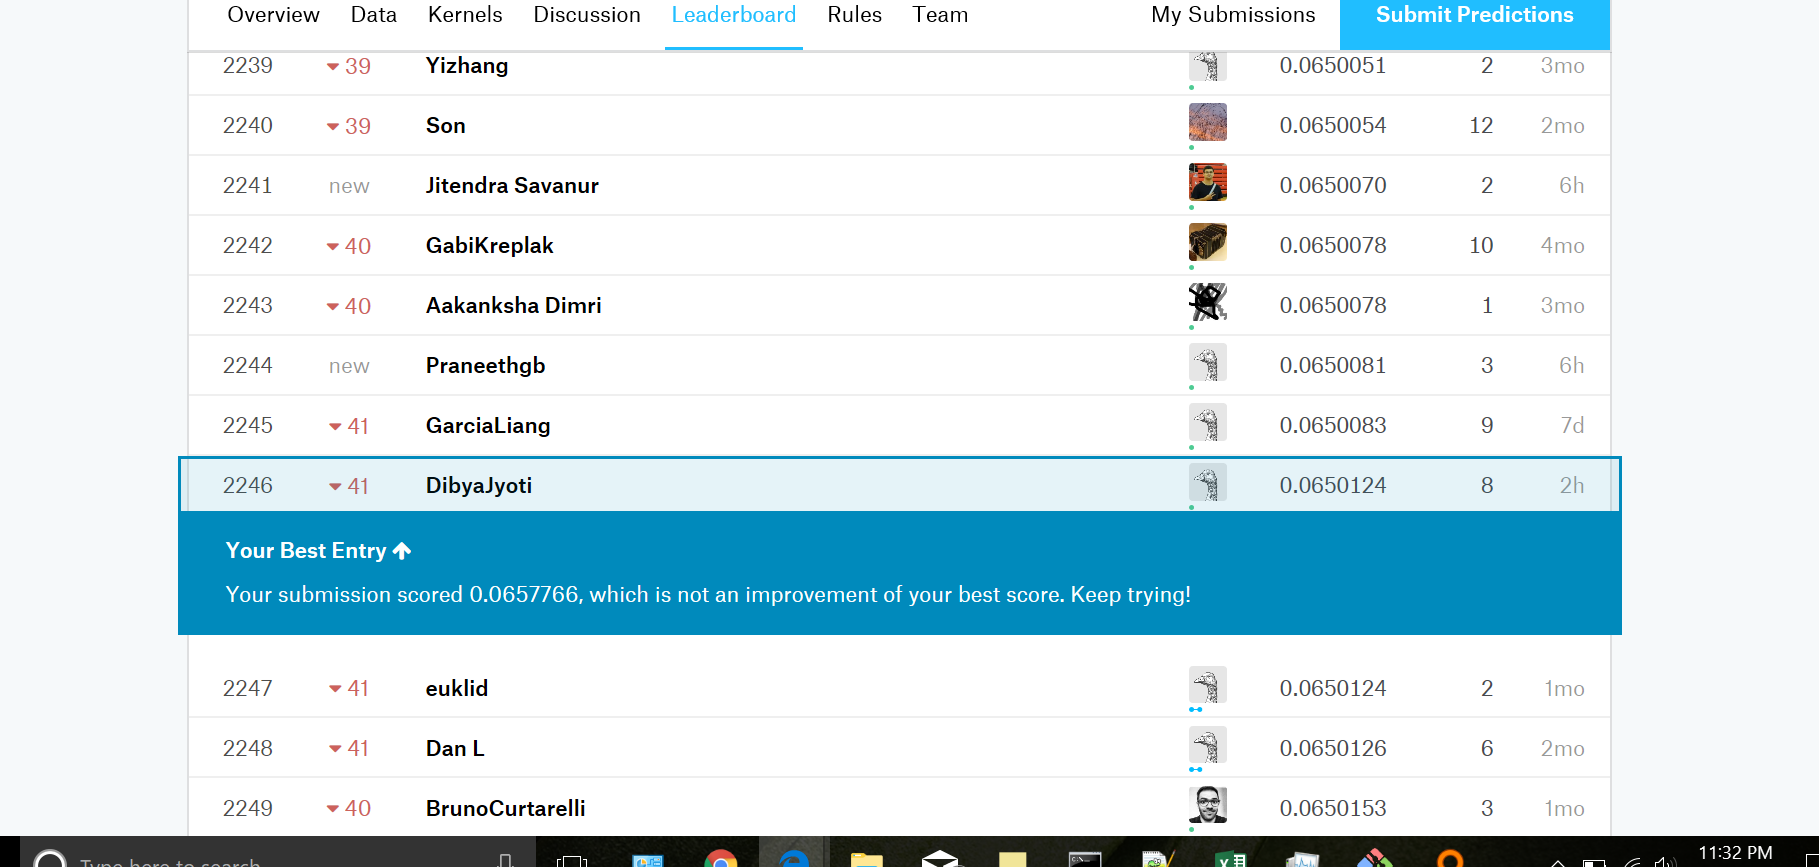 Overview Data Kernels Discussion Leaderboard Rules Team My Submissions Submit Predictions
2239 39 Yizhang 0.0650051 2 3mo
2240 39 Son 0.0650054 12 2mo
2241 new Jitendra Savanur 0.0650070 2 6h
2242 40 GabiKreplak 0.0650078 10 4mo
2243 40 Aakanksha Dimri 0.0650078 1 3mo
2244 new Praneethgb 0.0650081 3 6h
2245 41 GarciaLiang 0.0650083 9 7d
2246 41 DibyaJyoti 0.0650124 8 2h
Your Best Entry
Your submission scored 0.0657766, which is not an improvement of your best score. Keep trying!
2247 41 euklid 0.0650124 2 1mo
2248 41 Dan L 0.0650126 6 2mo
2249 40 BrunoCurtarelli 0.0650153 3 1mo
Type here to search 11:32 PM